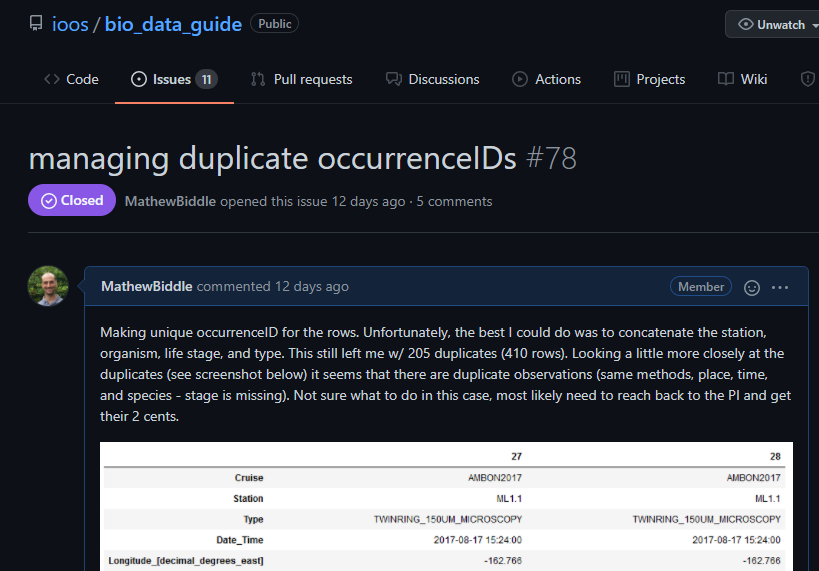 ioos / bio_data_guide Public
Unwatch
Code Issues 11 Pull requests Discussions Actions Projects Wiki
managing duplicate occurrenceIDs #78
Closed MathewBiddle opened this issue 12 days ago · 5 comments
MathewBiddle commented 12 days ago Member
Making unique occurrenceID for the rows. Unfortunately, the best I could do was to concatenate the station,
organism, life stage, and type. This still left me w/ 205 duplicates (410 rows). Looking a little more closely at the
duplicates (see screenshot below) it seems that there are duplicate observations (same methods, place, time,
and species - stage is missing). Not sure what to do in this case, most likely need to reach back to the PI and get
their 2 cents.
27 28
Cruise AMBON2017 AMBON2017
Station ML1.1 ML1.1
Type TWINRING_150UM_MICROSCOPY TWINRING_150UM_MICROSCOPY
Date_Time 2017-08-17 15:24:00 2017-08-17 15:24:00
Longitude_[decimal_degrees_east] -162.766 -162.766